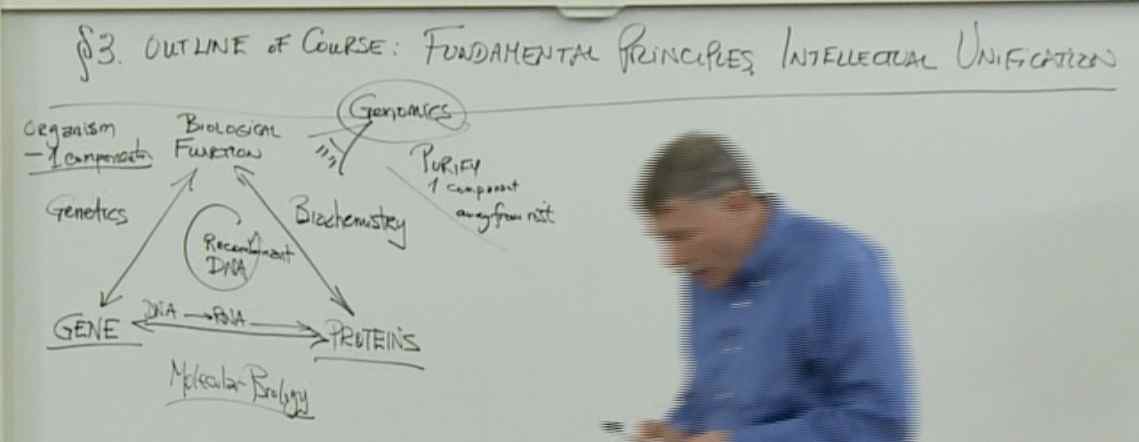 §3. OUTLINE OF COURSE: FUNDAMENTAL PRINCIPLES, INTELLECTUAL UNIFICATION
Genomics
Organism
- 1 component
BIOLOGICAL
FUNCTION
PURIFY
1 component
away from rest
Genetics
Biochemistry
Recombinant
DNA
DNA → RNA
GENE
PROTEINS
Molecular Biology